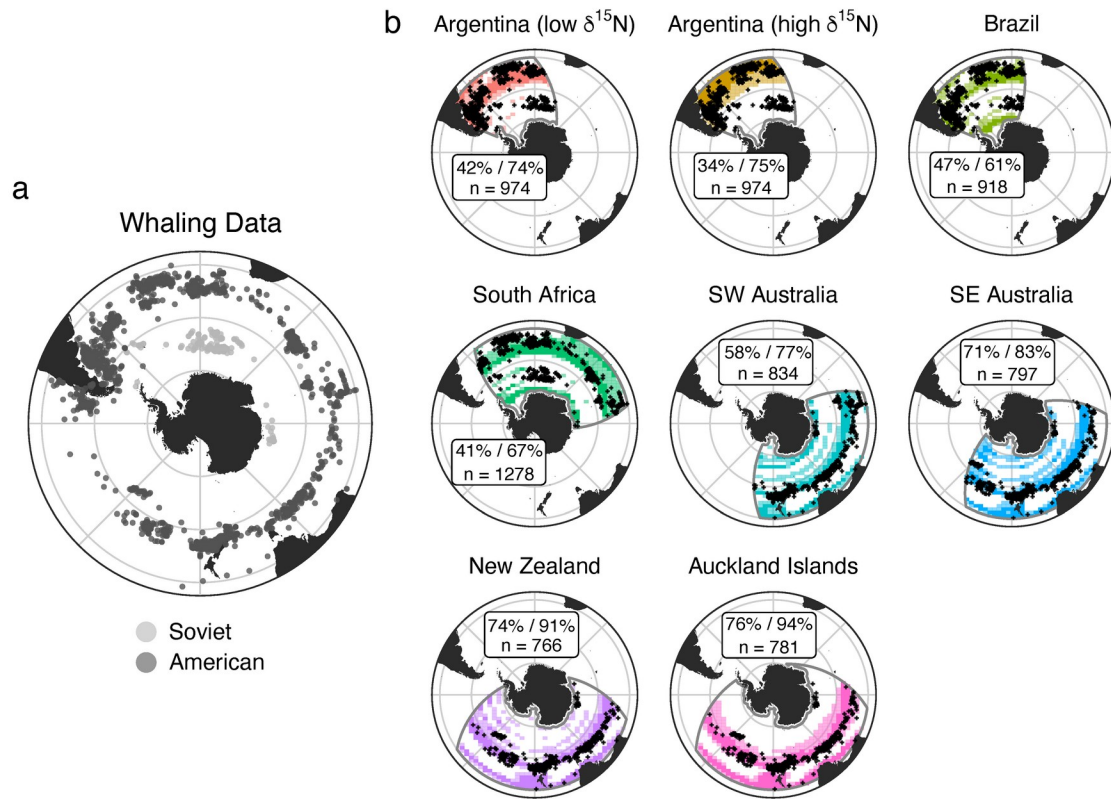 a
Whaling Data
Soviet
American
b
Argentina (low δ¹⁵N)
42% / 74%
n = 974
Argentina (high δ¹⁵N)
34% / 75%
n = 974
Brazil
47% / 61%
n = 918
South Africa
41% / 67%
n = 1278
SW Australia
58% / 77%
n = 834
SE Australia
71% / 83%
n = 797
New Zealand
74% / 91%
n = 766
Auckland Islands
76% / 94%
n = 781